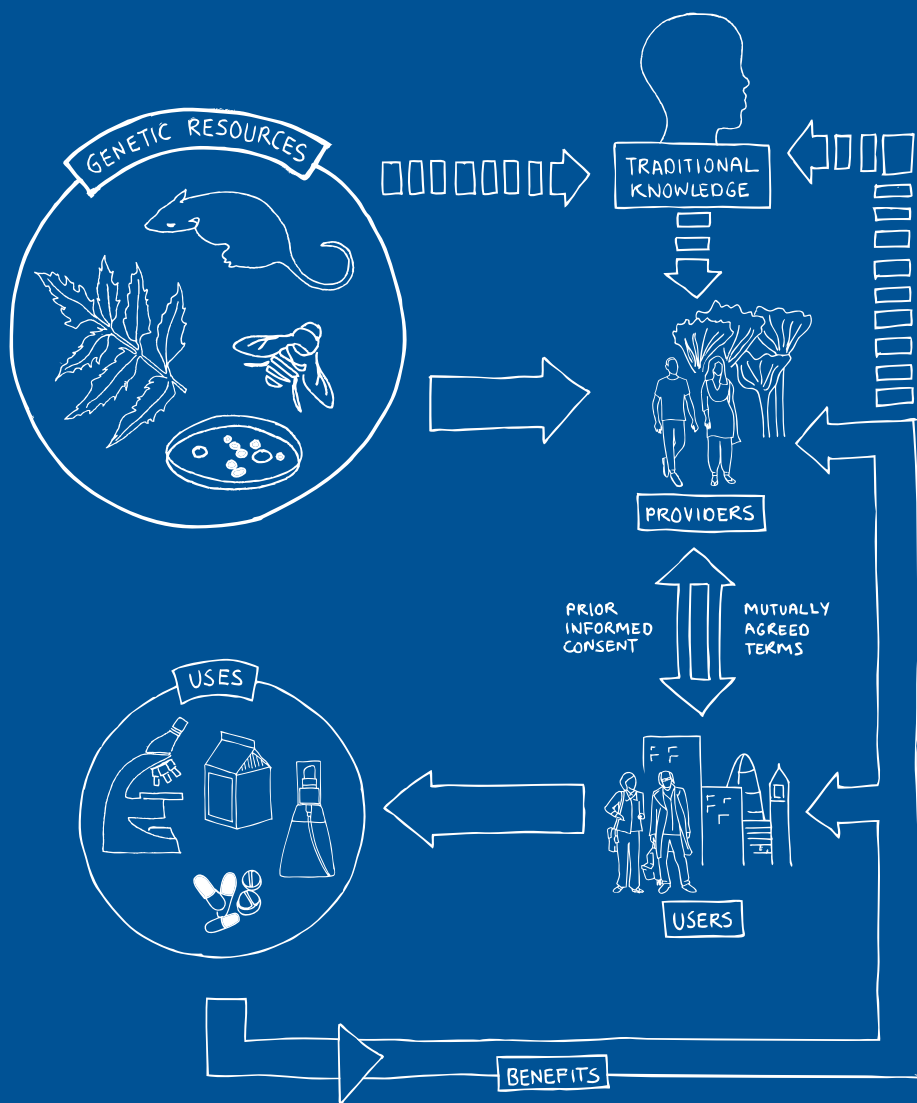 GENETIC RESOURCES
TRADITIONAL
KNOWLEDGE
PROVIDERS
PRIOR
INFORMED
CONSENT
MUTUALLY
AGREED
TERMS
USES
USERS
BENEFITS